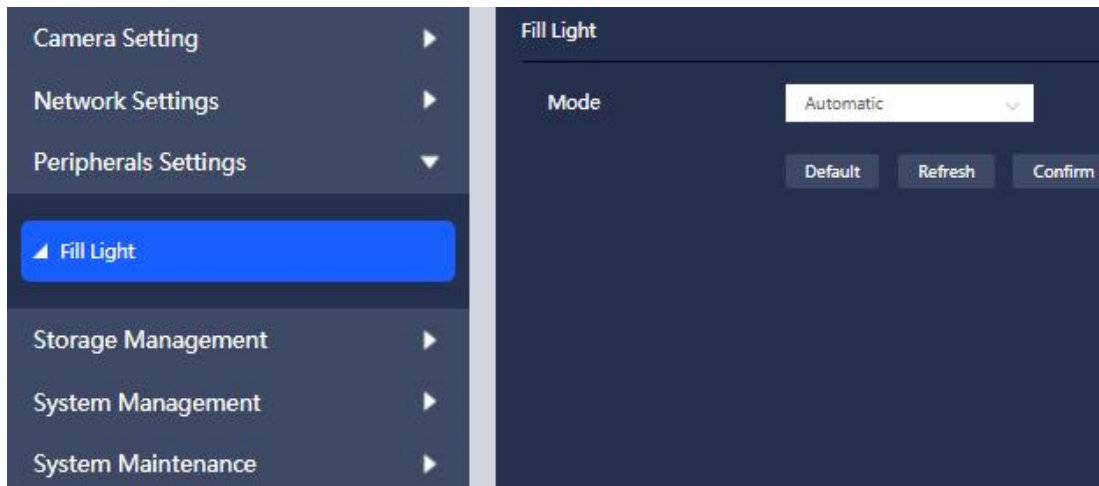 Camera Setting
Network Settings
Peripherals Settings
Fill Light
Storage Management
System Management
System Maintenance
Fill Light
Mode Automatic
Default Refresh Confirm